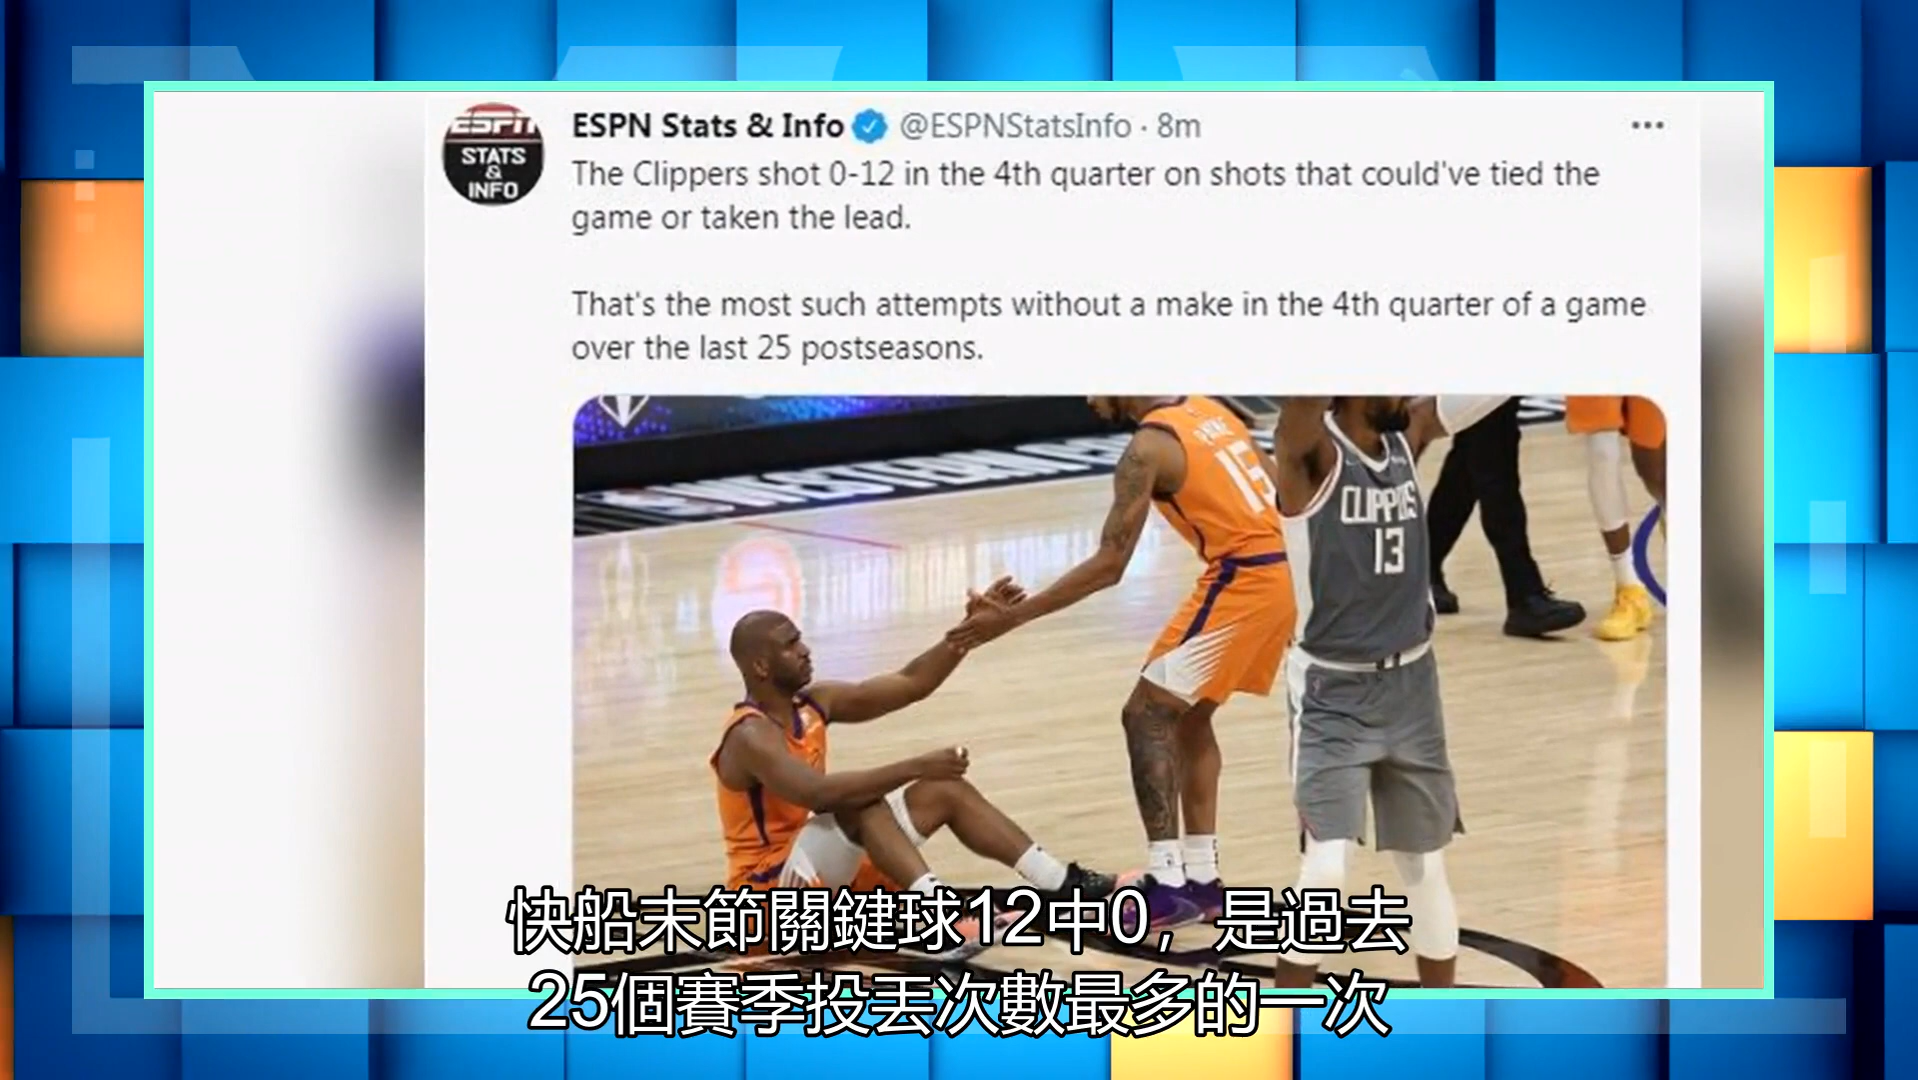 ESPN
STATS
&
INFO
ESPN Stats & Info @ESPNStatsInfo · 8m
The Clippers shot 0-12 in the 4th quarter on shots that could've tied the
game or taken the lead.
That's the most such attempts without a make in the 4th quarter of a game
over the last 25 postseasons.
15
CLIPPERS
13
快船末節關鍵球12中0，是過去
25個賽季投丟次數最多的一次